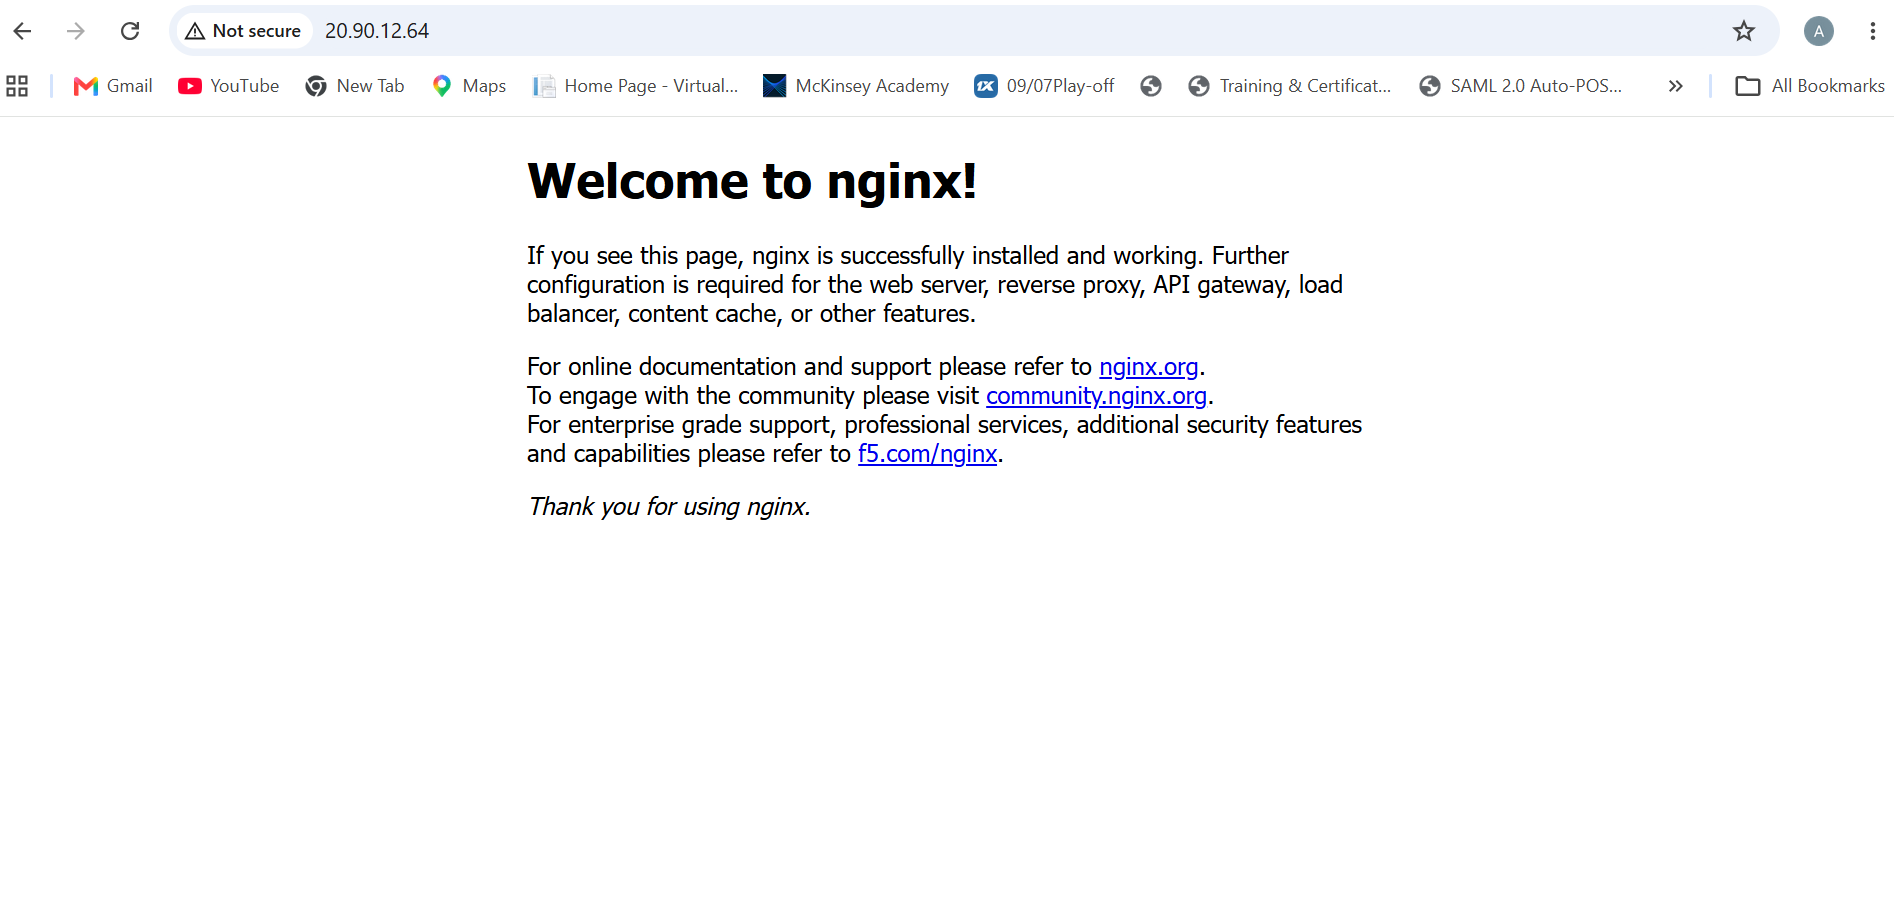 Not secure 20.90.12.64 A
Gmail YouTube New Tab Maps Home Page - Virtual... McKinsey Academy 1X 09/07Play-off Training & Certificat... SAML 2.0 Auto-POS... » All Bookmarks
Welcome to nginx!
If you see this page, nginx is successfully installed and working. Further
configuration is required for the web server, reverse proxy, API gateway, load
balancer, content cache, or other features.
For online documentation and support please refer to nginx.org.
To engage with the community please visit community.nginx.org.
For enterprise grade support, professional services, additional security features
and capabilities please refer to f5.com/nginx.
Thank you for using nginx.